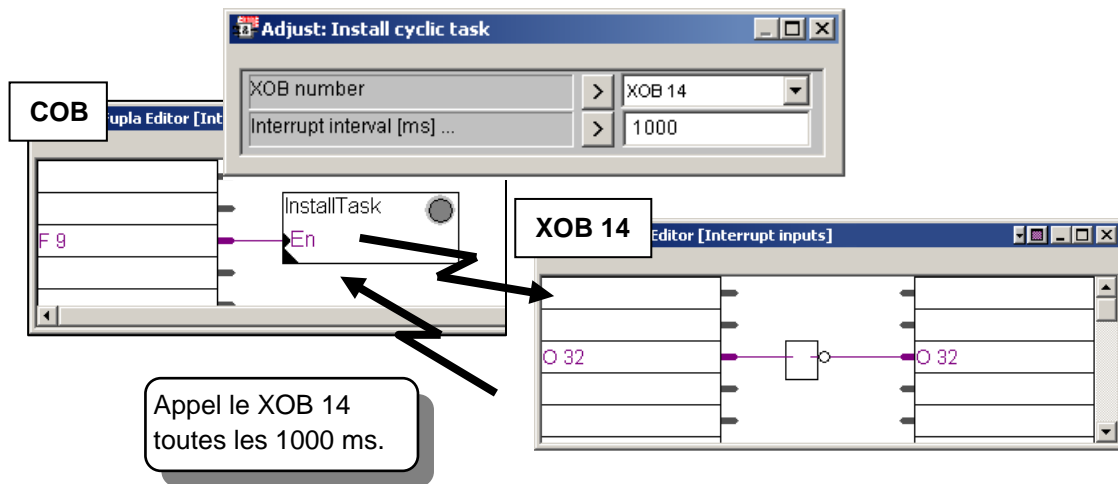 Adjust: Install cyclic task
XOB number > XOB 14
Interrupt interval [ms] ... > 1000
COB
upla Editor [Int
InstallTask
F 9
En
XOB 14
Editor [Interrupt inputs]
O 32 O 32
Appel le XOB 14
toutes les 1000 ms.